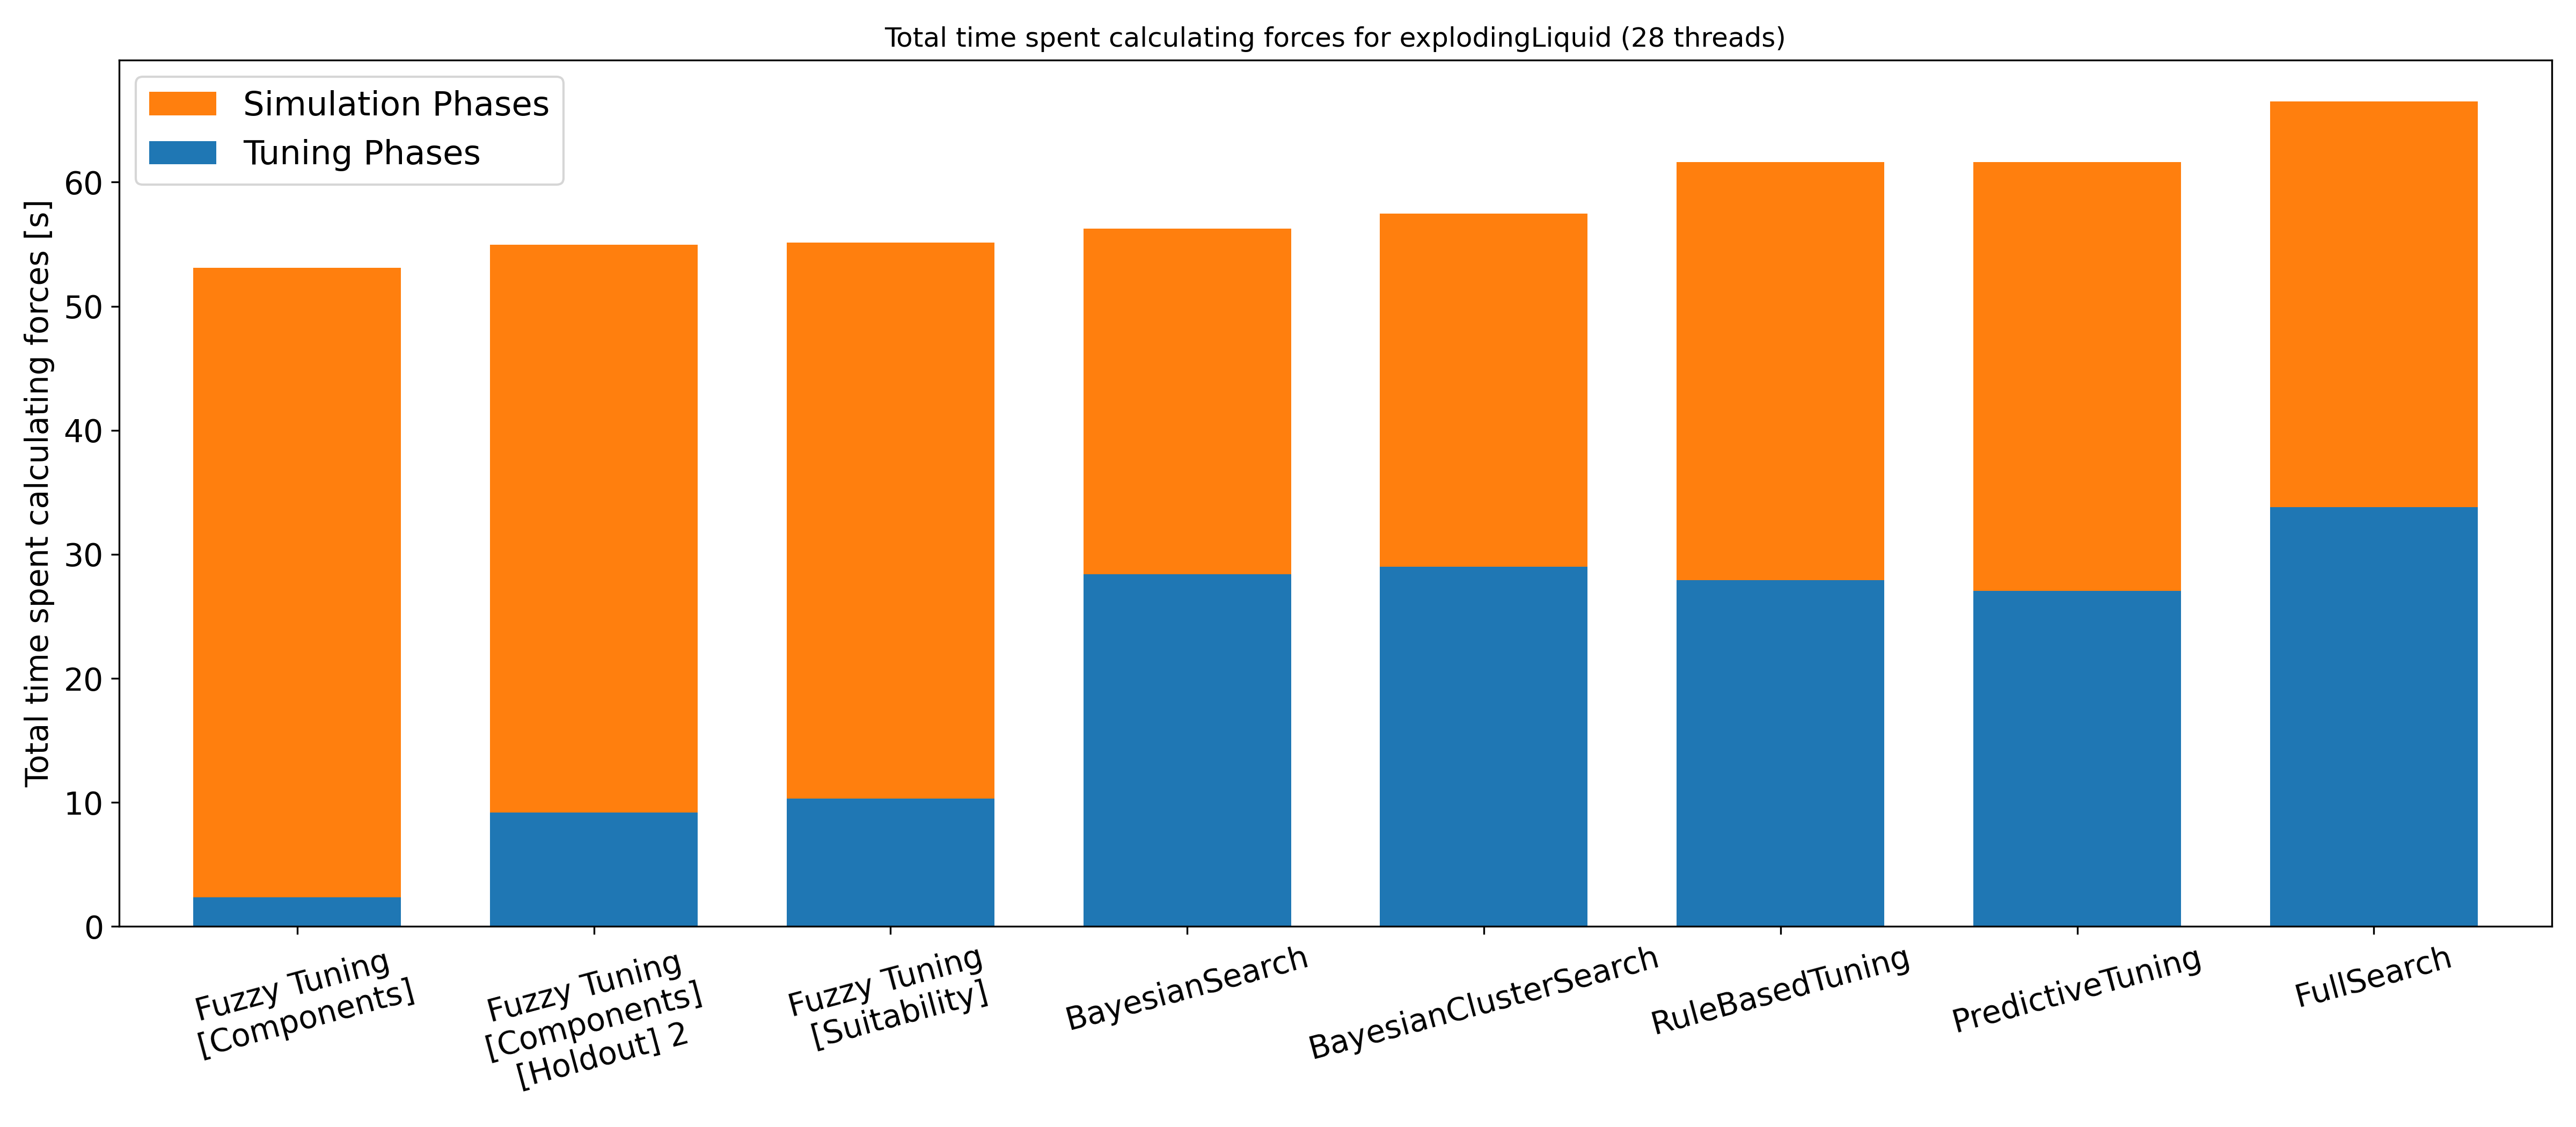 Total time spent calculating forces for explodingLiquid (28 threads)
Simulation Phases
Tuning Phases
Total time spent calculating forces [s]
60
50
40
30
20
10
0
Fuzzy Tuning
[Components]
Fuzzy Tuning
[Components]
[Holdout] 2
Fuzzy Tuning
[Suitability]
BayesianSearch
BayesianClusterSearch
RuleBasedTuning
PredictiveTuning
FullSearch